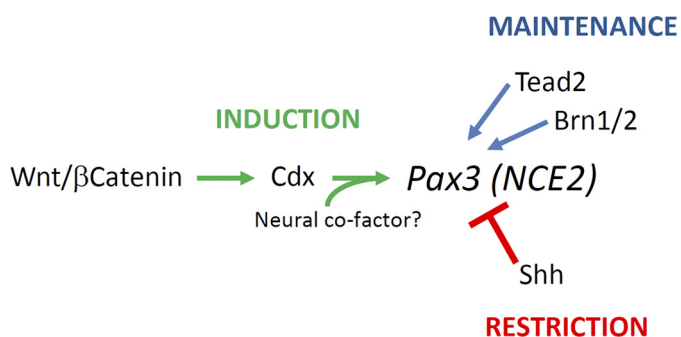 MAINTENANCE
Tead2
INDUCTION
Brn1/2
Wnt/βCatenin
Cdx
Pax3 (NCE2)
Neural co-factor?
Shh
RESTRICTION